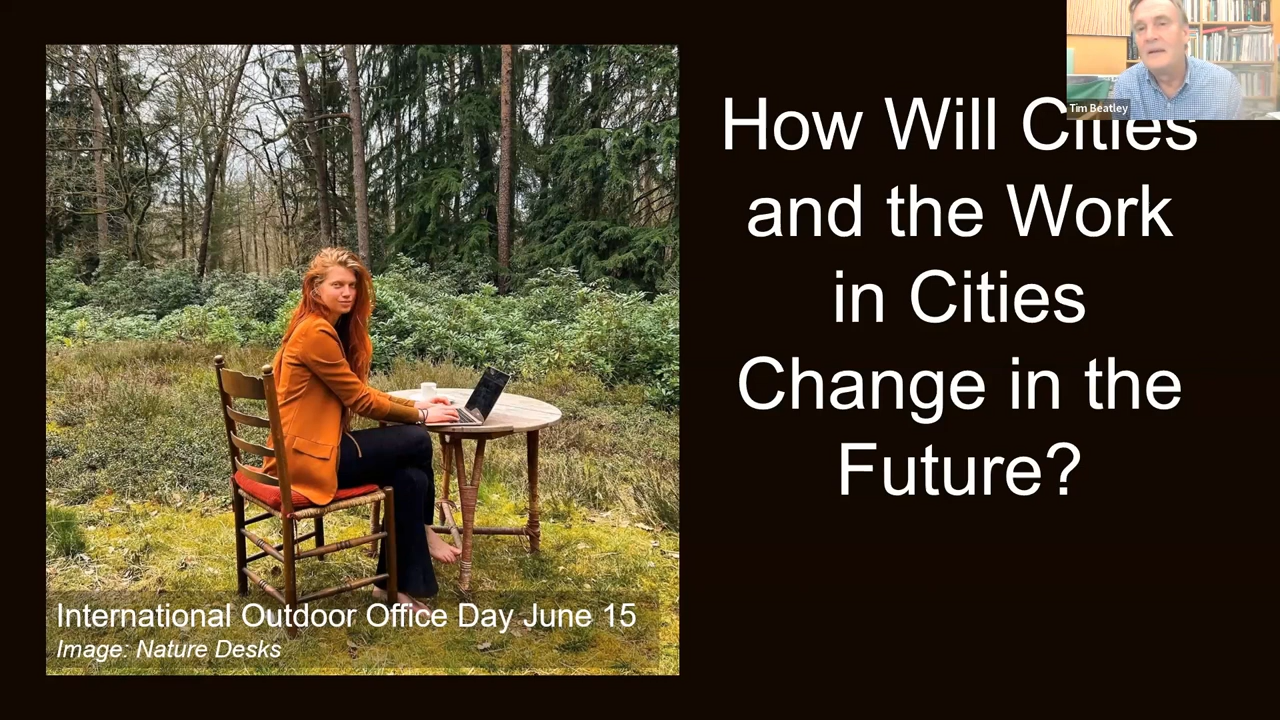 Tim Beatley
How Will Cities
and the Work
in Cities
Change in the
Future?
International Outdoor Office Day June 15
Image: Nature Desks